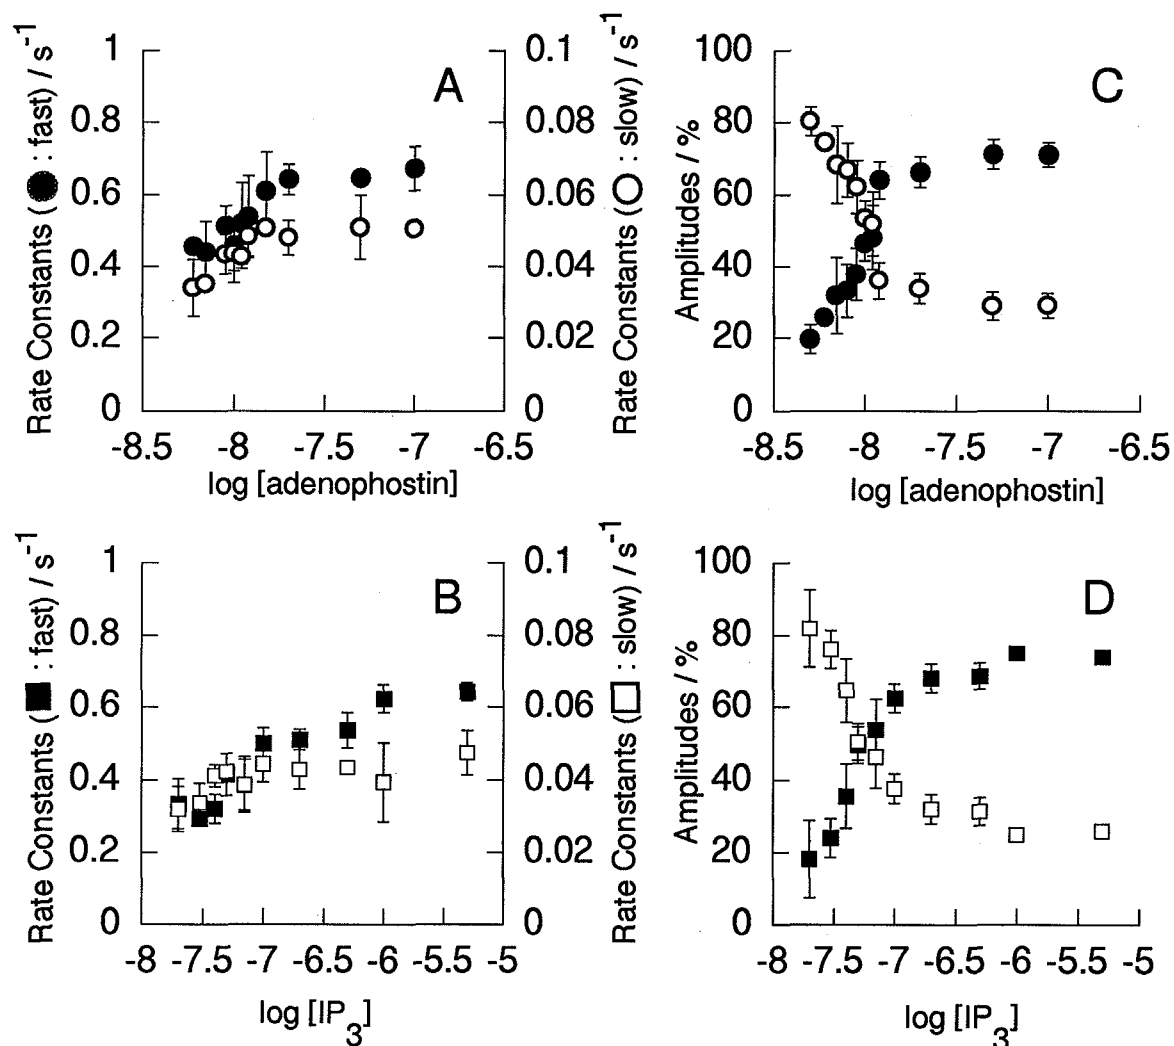 A
Rate Constants (● : fast) / s-1
1
0.8
0.6
0.4
0.2
0
0.1
0.08
0.06
0.04
0.02
0
Rate Constants (○ : slow) / s-1
-8.5 -8 -7.5 -7 -6.5
log [adenophostin]
C
Amplitudes / %
100
80
60
40
20
0
-8.5 -8 -7.5 -7 -6.5
log [adenophostin]
B
Rate Constants (■ : fast) / s-1
1
0.8
0.6
0.4
0.2
0
0.1
0.08
0.06
0.04
0.02
0
Rate Constants (□ : slow) / s-1
-8 -7.5 -7 -6.5 -6 -5.5 -5
log [IP3]
D
Amplitudes / %
100
80
60
40
20
0
-8 -7.5 -7 -6.5 -6 -5.5 -5
log [IP3]